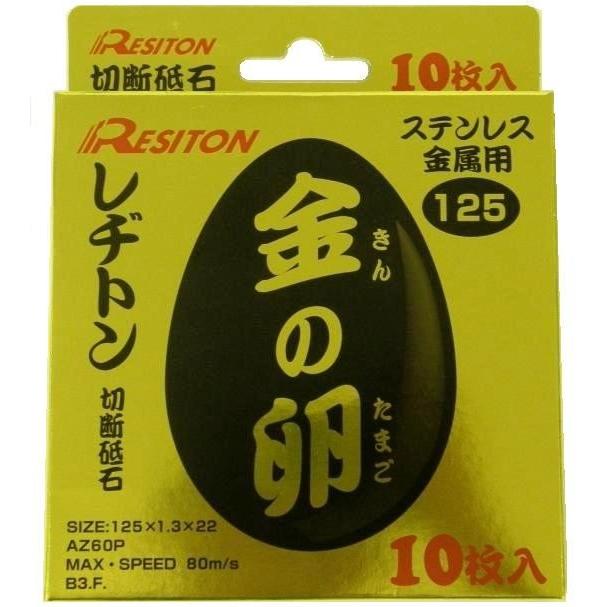 RESITON
切断砥石
10枚入
RESITON
ステンレス
金属用
125
レヂトン
切断砥石
金の卵
きん
たまご
SIZE:125×1.3×22
AZ60P
MAX・SPEED 80m/s
B3.F.
10枚入